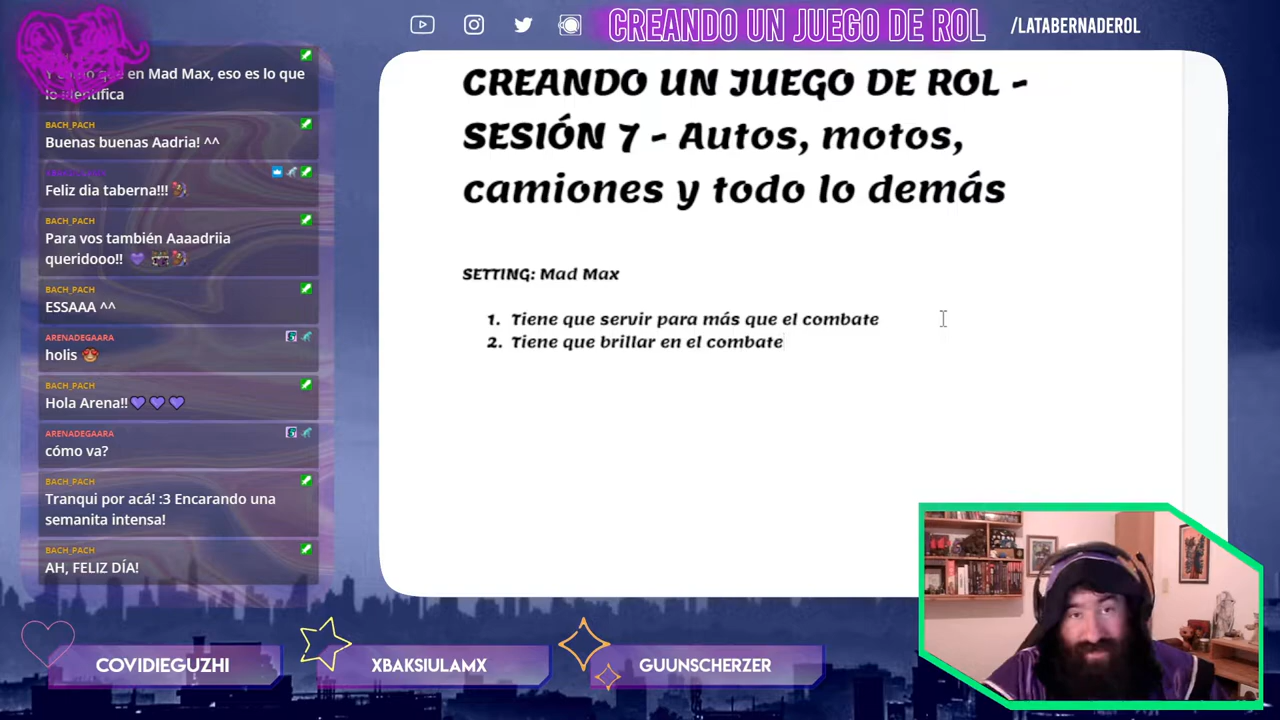 CREANDO UN JUEGO DE ROL
/LATABERNADEROL
en Mad Max, eso es lo que
lo identifica
BACH_PACH
Buenas buenas Aadria! ^^
Feliz dia taberna!!!
BACH_PACH
Para vos también Aaaadriia
queridooo!! 💜
BACH_PACH
ESSAAA ^^
ARENADEGAARA
holis
BACH_PACH
Hola Arena!!💜💜💜
ARENADEGAARA
cómo va?
BACH_PACH
Tranqui por acá! :3 Encarando una
semanita intensa!
BACH_PACH
AH, FELIZ DÍA!
CREANDO UN JUEGO DE ROL -
SESIÓN 7 - Autos, motos,
camiones y todo lo demás
SETTING: Mad Max
1. Tiene que servir para más que el combate
2. Tiene que brillar en el combate
COVIDIEGUZHI
XBAKSIULAMX
GUUNSCHERZER